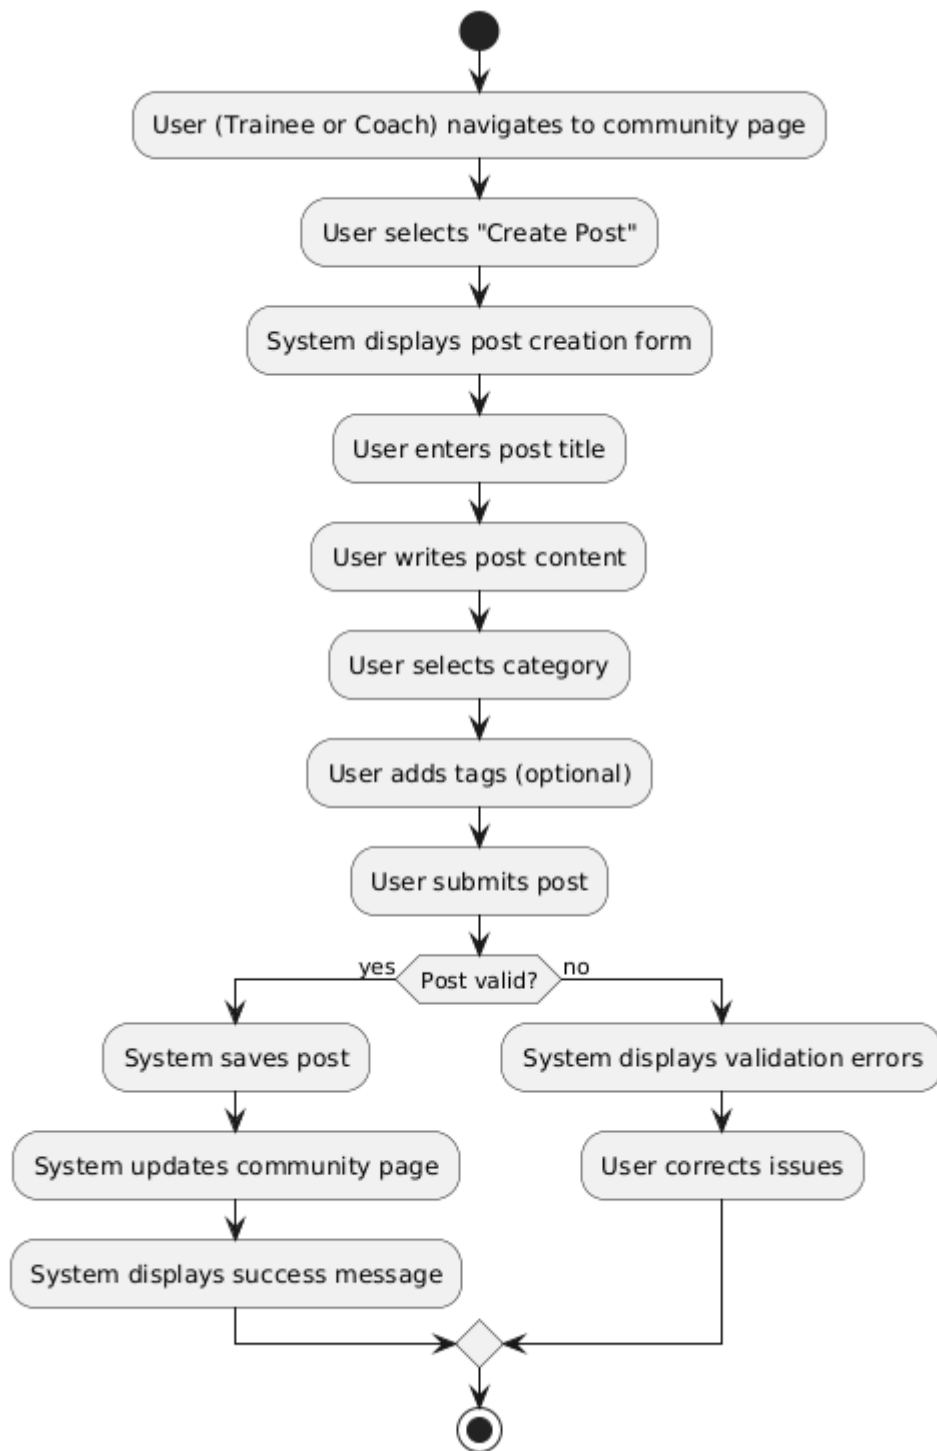 User (Trainee or Coach) navigates to community page
User selects "Create Post"
System displays post creation form
User enters post title
User writes post content
User selects category
User adds tags (optional)
User submits post
yes
Post valid?
no
System saves post
System displays validation errors
System updates community page
User corrects issues
System displays success message